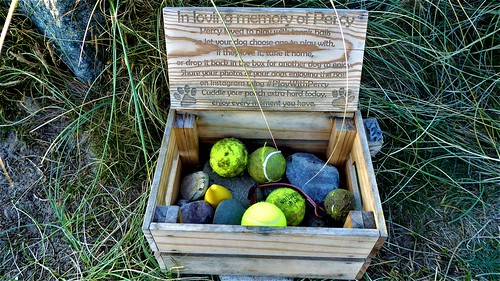 In loving memory of Percy
Percy loved to play with tennis balls
so let your dog choose one to play with,
if they love it, take it home,
or drop it back in the box for another dog to enjoy.
Share your photos of your dog enjoying the ball
on Instagram using #PlayWithPercy
Cuddle your pooch extra hard today,
enjoy every moment you have.